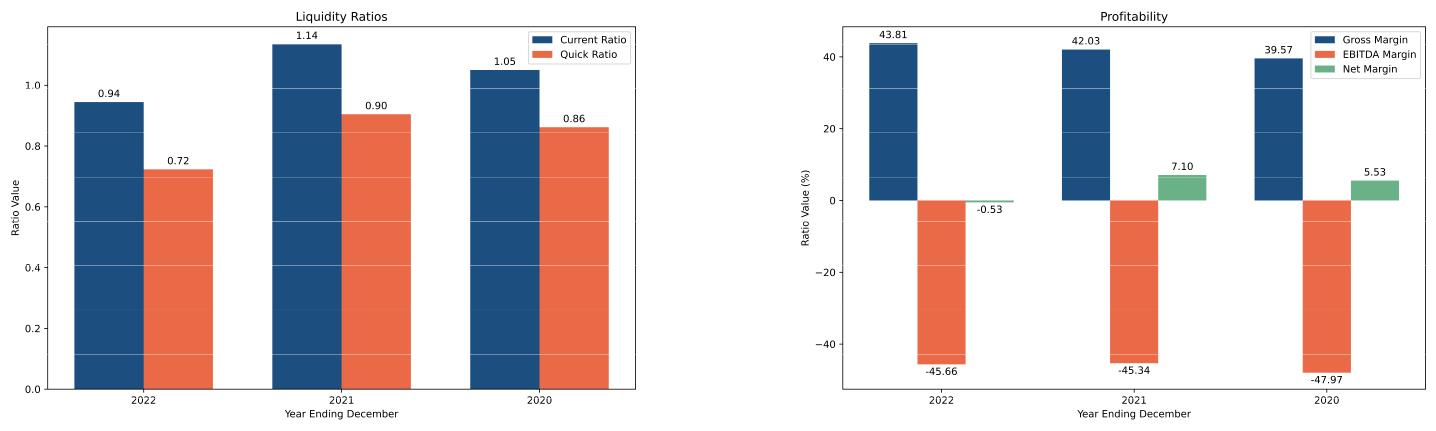 Liquidity Ratios
Current Ratio
Quick Ratio
1.14
1.05
0.94
0.90
0.86
0.72
1.0
0.8
0.6
0.4
0.2
0.0
Ratio Value
2022
2021
2020
Year Ending December
Profitability
Gross Margin
EBITDA Margin
Net Margin
43.81
42.03
39.57
7.10
5.53
-0.53
-45.66
-45.34
-47.97
40
20
0
−20
−40
Ratio Value (%)
2022
2021
2020
Year Ending December